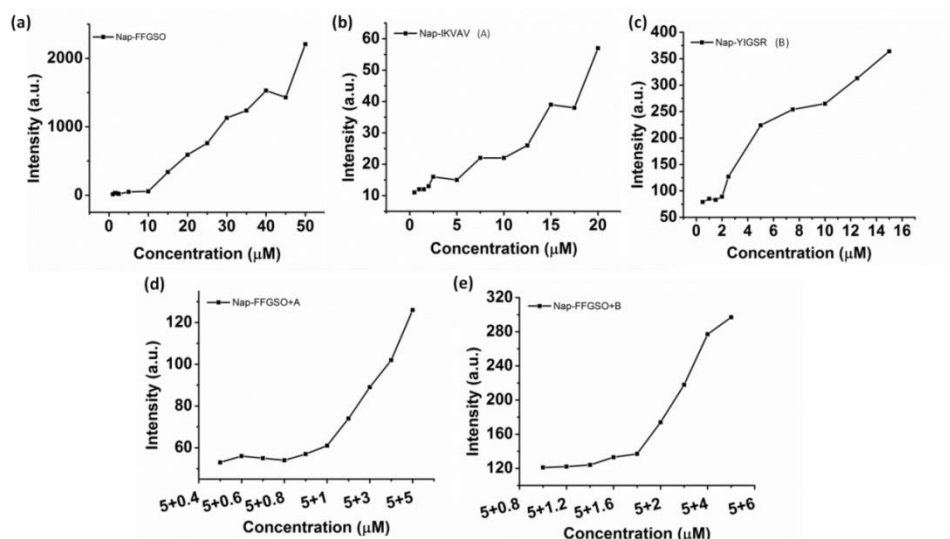 (a)
Nap-FFGSO
Intensity (a.u.)
2000
1000
0
0 10 20 30 40 50
Concentration (μM)
(b)
Nap-IKVAV (A)
Intensity (a.u.)
60
50
40
30
20
10
0 5 10 15 20
Concentration (μM)
(c)
Nap-YIGSR (B)
Intensity (a.u.)
400
350
300
250
200
150
100
50
0 2 4 6 8 10 12 14 16
Concentration (μM)
(d)
Nap-FFGSO+A
Intensity (a.u.)
120
100
80
60
5+0.4 5+0.6 5+0.8 5+1 5+3 5+5
Concentration (μM)
(e)
Nap-FFGSO+B
Intensity (a.u.)
320
280
240
200
160
120
5+0.8 5+1.2 5+1.6 5+2 5+4 5+6
Concentration (μM)